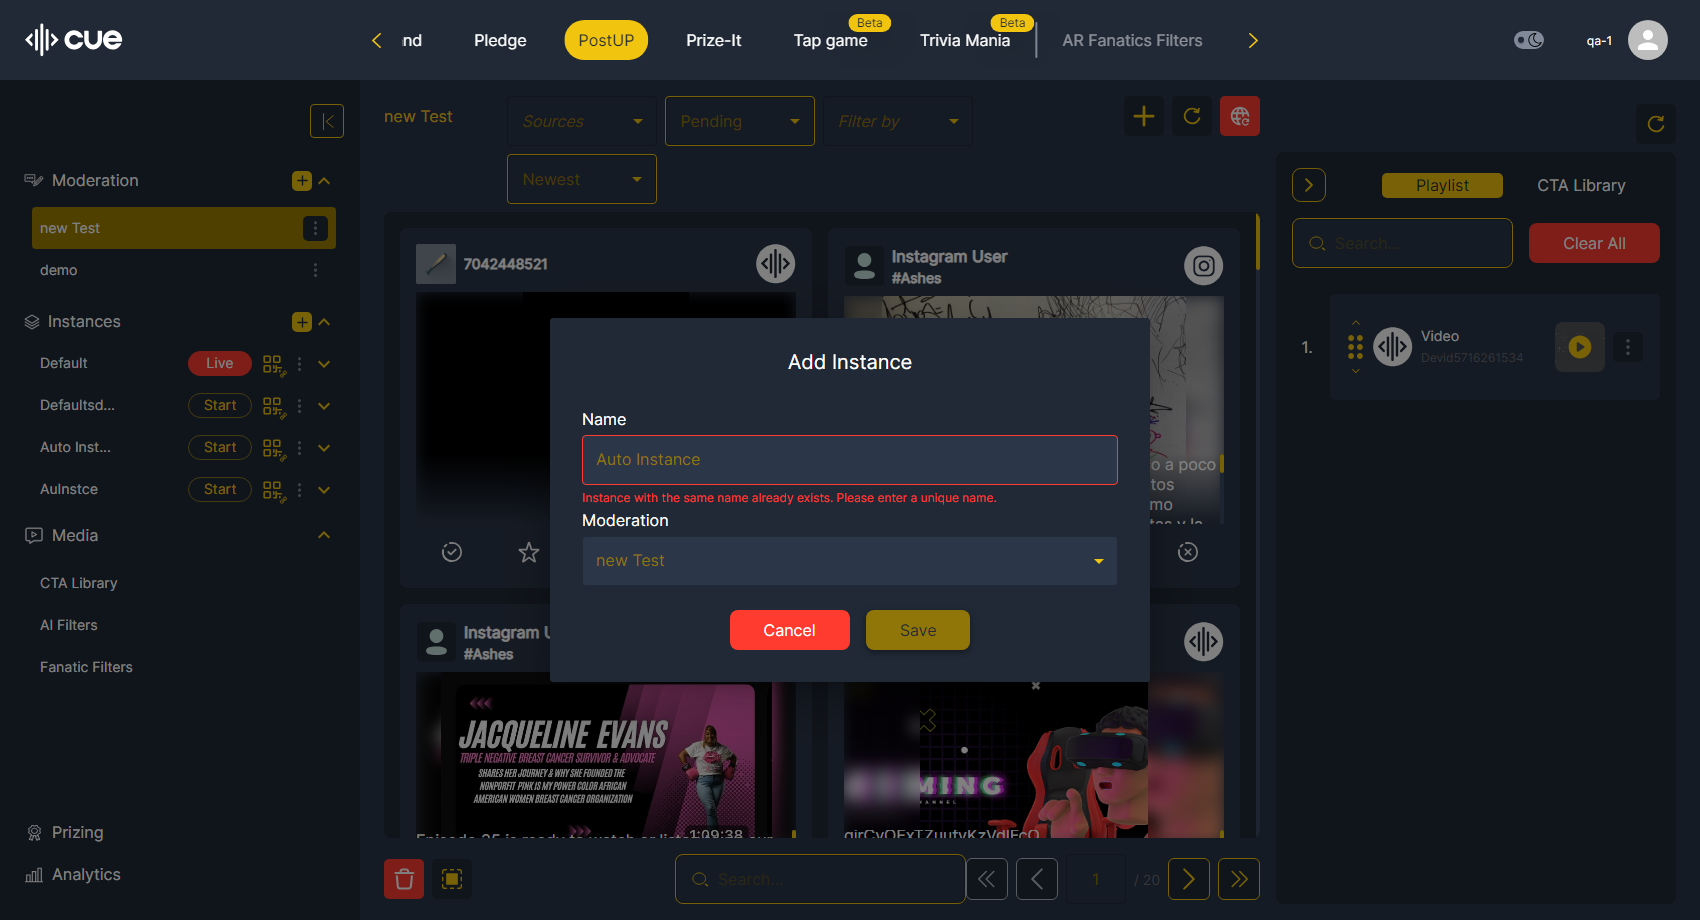 cue
nd
Pledge
PostUP
Prize-It
Beta
Tap game
Beta
Trivia Mania
AR Fanatics Filters
qa-1
Moderation
new Test
demo
Instances
Default
Live
Defaultsd...
Start
Auto Inst...
Start
AuInstce
Start
Media
CTA Library
AI Filters
Fanatic Filters
Prizing
Analytics
new Test
Sources
Pending
Filter by
Newest
7042448521
Instagram User
#Ashes
o a poco
tos
mo
Add Instance
Name
Auto Instance
Instance with the same name already exists. Please enter a unique name.
Moderation
new Test
Cancel
Save
Instagram U
#Ashes
JACQUELINE EVANS
TRIPLE NEGATIVE BREAST CANCER SURVIVOR & ADVOCATE
SHARES HER JOURNEY & WHY SHE FOUNDED THE
NONPROFIT PINK IS MY POWER COLOR AFRICAN
AMERICAN WOMEN BREAST CANCER ORGANIZATION
Episode 35 is ready to watch or
1:09:38
MING
ANNEL
Search...
1
/ 20
Playlist
CTA Library
Search...
Clear All
1.
Video
Devid5716261534